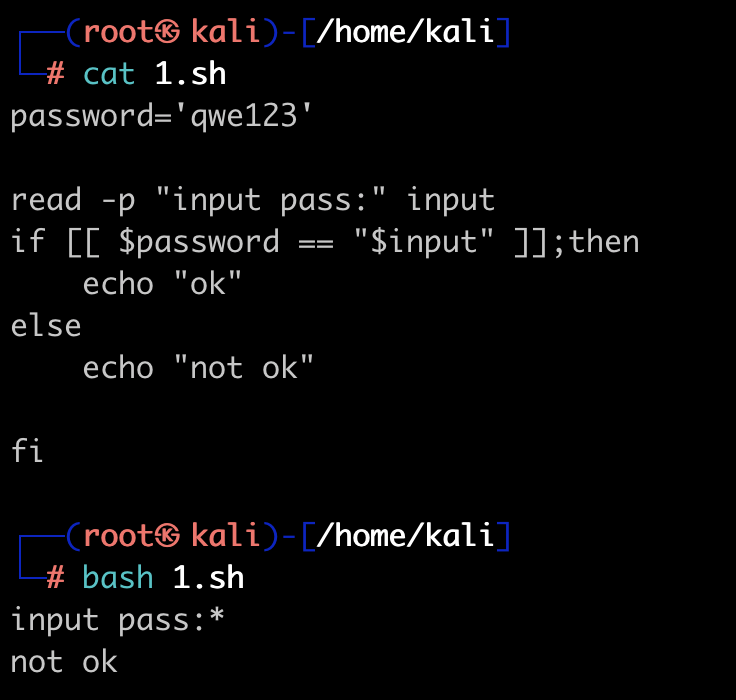 ┌──(root㉿kali)-[/home/kali]
└─# cat 1.sh
password='qwe123'

read -p "input pass:" input
if [[ $password == "$input" ]];then
    echo "ok"
else
    echo "not ok"

fi

┌──(root㉿kali)-[/home/kali]
└─# bash 1.sh
input pass:*
not ok